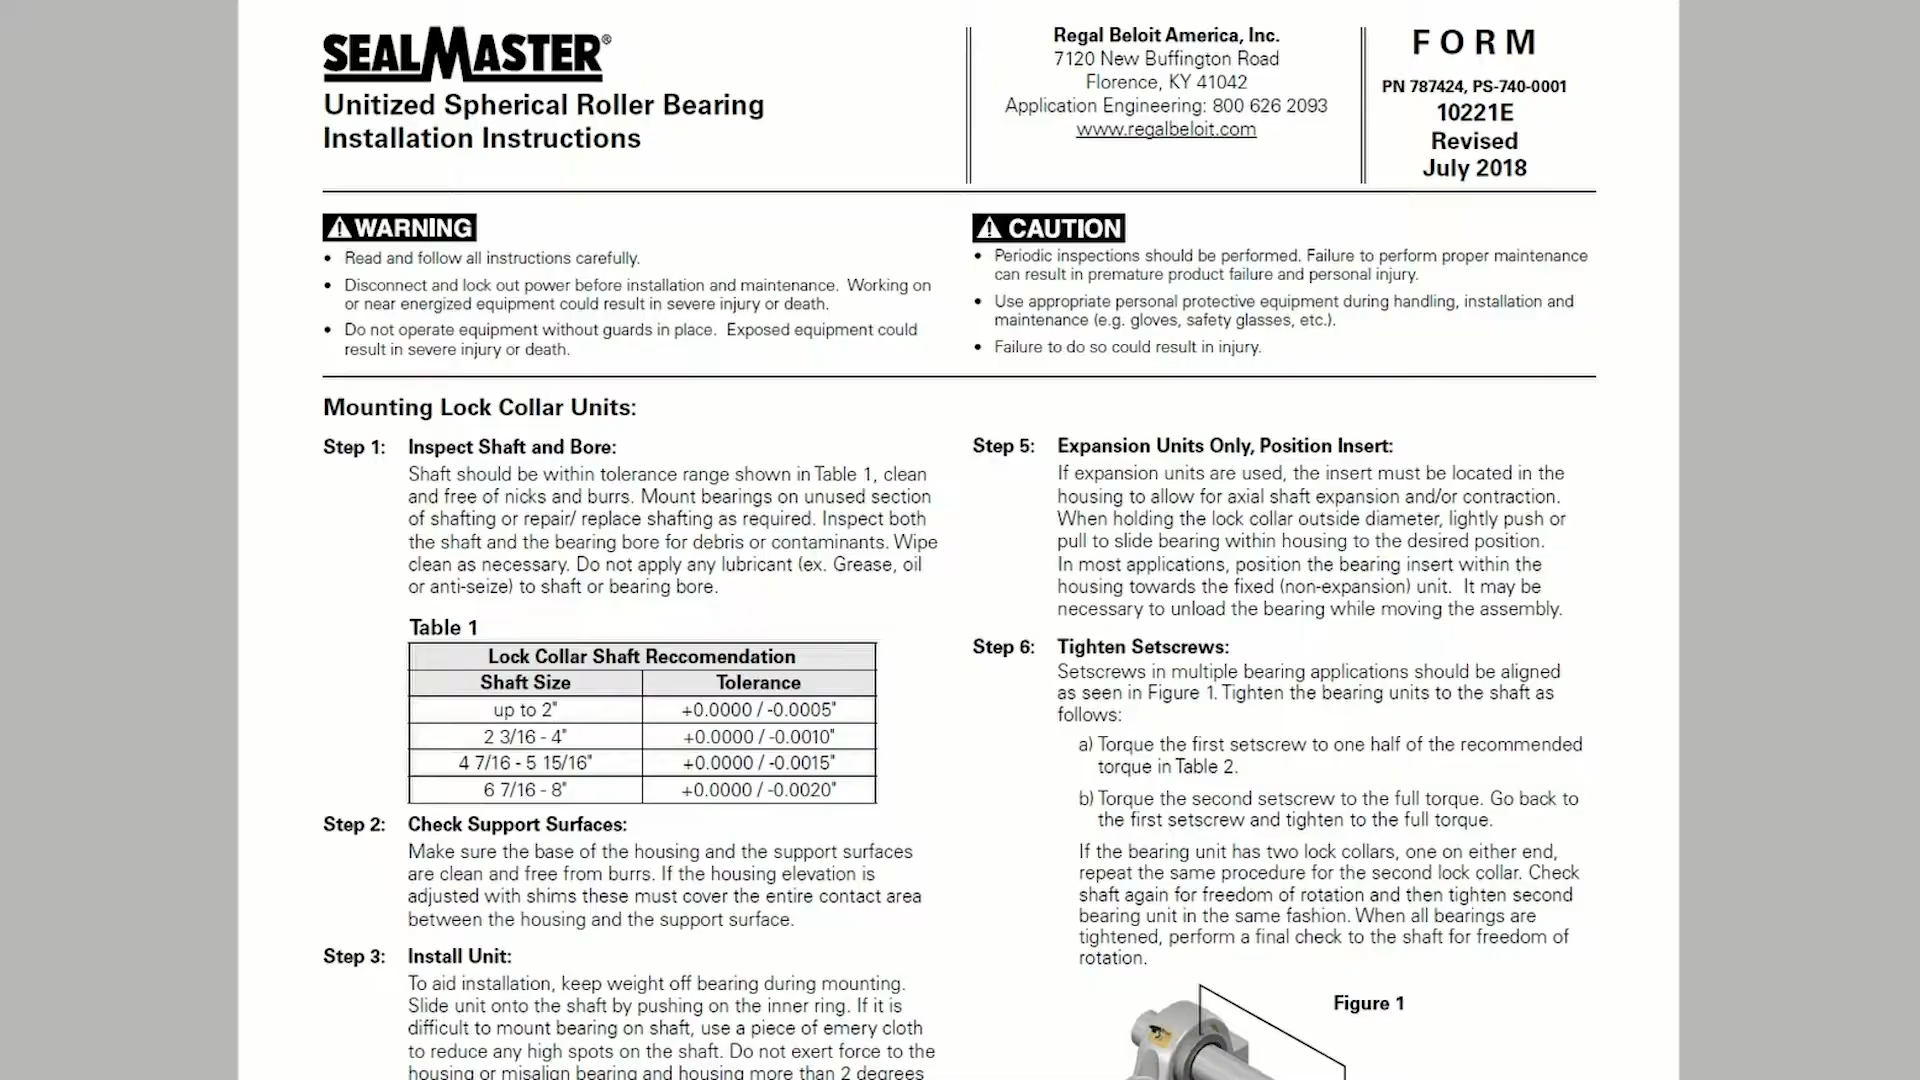 SEALMASTER®
Unitized Spherical Roller Bearing
Installation Instructions
Regal Beloit America, Inc.
7120 New Buffington Road
Florence, KY 41042
Application Engineering: 800 626 2093
www.regalbeloit.com
FORM
PN 787424, PS-740-0001
10221E
Revised
July 2018
WARNING
• Read and follow all instructions carefully.
• Disconnect and lock out power before installation and maintenance. Working on
or near energized equipment could result in severe injury or death.
• Do not operate equipment without guards in place. Exposed equipment could
result in severe injury or death.
CAUTION
• Periodic inspections should be performed. Failure to perform proper maintenance
can result in premature product failure and personal injury.
• Use appropriate personal protective equipment during handling, installation and
maintenance (e.g. gloves, safety glasses, etc.).
• Failure to do so could result in injury.
Mounting Lock Collar Units:
Step 1: Inspect Shaft and Bore:
Shaft should be within tolerance range shown in Table 1, clean
and free of nicks and burrs. Mount bearings on unused section
of shafting or repair/ replace shafting as required. Inspect both
the shaft and the bearing bore for debris or contaminants. Wipe
clean as necessary. Do not apply any lubricant (ex. Grease, oil
or anti-seize) to shaft or bearing bore.
Table 1
Lock Collar Shaft Reccomendation
Shaft Size Tolerance
up to 2" +0.0000 / -0.0005"
2 3/16 - 4" +0.0000 / -0.0010"
4 7/16 - 5 15/16" +0.0000 / -0.0015"
6 7/16 - 8" +0.0000 / -0.0020"
Step 2: Check Support Surfaces:
Make sure the base of the housing and the support surfaces
are clean and free from burrs. If the housing elevation is
adjusted with shims these must cover the entire contact area
between the housing and the support surface.
Step 3: Install Unit:
To aid installation, keep weight off bearing during mounting.
Slide unit onto the shaft by pushing on the inner ring. If it is
difficult to mount bearing on shaft, use a piece of emery cloth
to reduce any high spots on the shaft. Do not exert force to the
housing or misalign bearing and housing more than 2 degrees
Step 5: Expansion Units Only, Position Insert:
If expansion units are used, the insert must be located in the
housing to allow for axial shaft expansion and/or contraction.
When holding the lock collar outside diameter, lightly push or
pull to slide bearing within housing to the desired position.
In most applications, position the bearing insert within the
housing towards the fixed (non-expansion) unit. It may be
necessary to unload the bearing while moving the assembly.
Step 6: Tighten Setscrews:
Setscrews in multiple bearing applications should be aligned
as seen in Figure 1. Tighten the bearing units to the shaft as
follows:
a) Torque the first setscrew to one half of the recommended
torque in Table 2.
b) Torque the second setscrew to the full torque. Go back to
the first setscrew and tighten to the full torque.
If the bearing unit has two lock collars, one on either end,
repeat the same procedure for the second lock collar. Check
shaft again for freedom of rotation and then tighten second
bearing unit in the same fashion. When all bearings are
tightened, perform a final check to the shaft for freedom of
rotation.
Figure 1